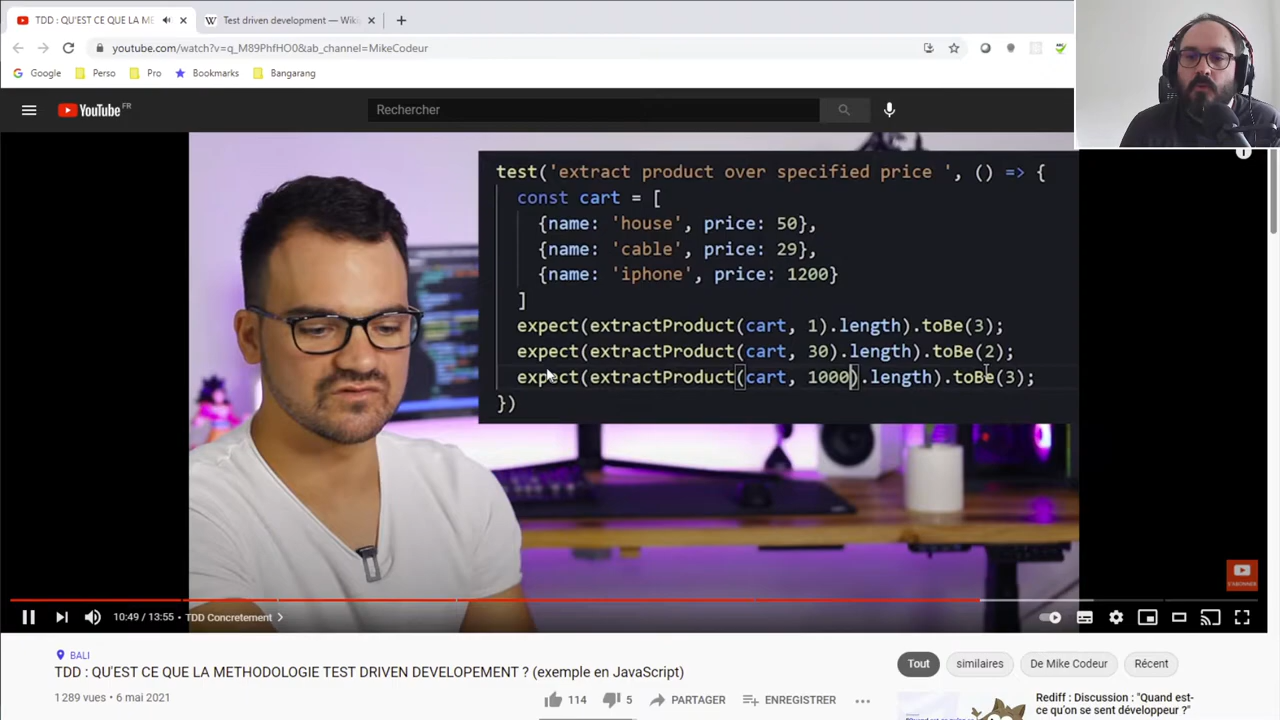 TDD : QU'EST CE QUE LA ME
Test driven development — Wiki
youtube.com/watch?v=q_M89PhfHO0&ab_channel=MikeCodeur
Google
Perso
Pro
Bookmarks
Bangarang
YouTube FR
Rechercher
test('extract product over specified price ', () => {
const cart = [
{name: 'house', price: 50},
{name: 'cable', price: 29},
{name: 'iphone', price: 1200}
]
expect(extractProduct(cart, 1).length).toBe(3);
expect(extractProduct(cart, 30).length).toBe(2);
expect(extractProduct(cart, 1000).length).toBe(3);
})
S'ABONNER
10:49 / 13:55 • TDD Concretement
BALI
TDD : QU'EST CE QUE LA METHODOLOGIE TEST DRIVEN DEVELOPEMENT ? (exemple en JavaScript)
1 289 vues • 6 mai 2021
114
5
PARTAGER
ENREGISTRER
Tout
similaires
De Mike Codeur
Récent
Rediff : Discussion : "Quand est-
ce qu'on se sent développeur ?"